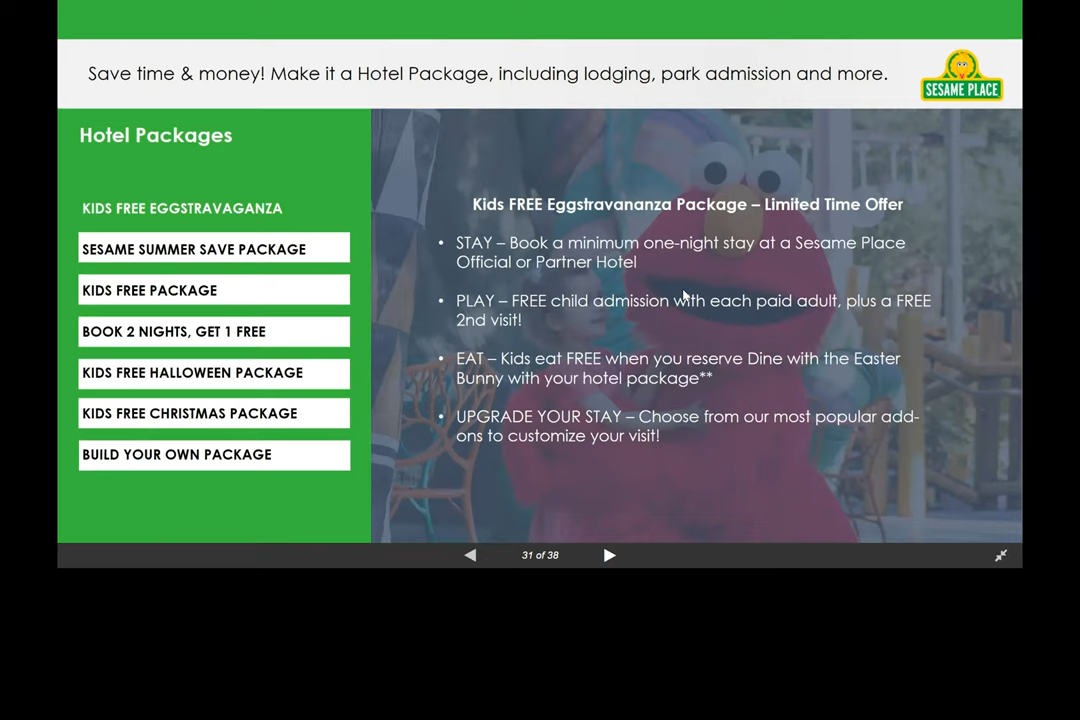 Save time & money! Make it a Hotel Package, including lodging, park admission and more.
SESAME PLACE
Hotel Packages
KIDS FREE EGGSTRAVAGANZA
SESAME SUMMER SAVE PACKAGE
KIDS FREE PACKAGE
BOOK 2 NIGHTS, GET 1 FREE
KIDS FREE HALLOWEEN PACKAGE
KIDS FREE CHRISTMAS PACKAGE
BUILD YOUR OWN PACKAGE
Kids FREE Eggstravananza Package – Limited Time Offer
• STAY – Book a minimum one-night stay at a Sesame Place
Official or Partner Hotel
• PLAY – FREE child admission with each paid adult, plus a FREE
2nd visit!
• EAT – Kids eat FREE when you reserve Dine with the Easter
Bunny with your hotel package**
• UPGRADE YOUR STAY – Choose from our most popular add-
ons to customize your visit!
31 of 38